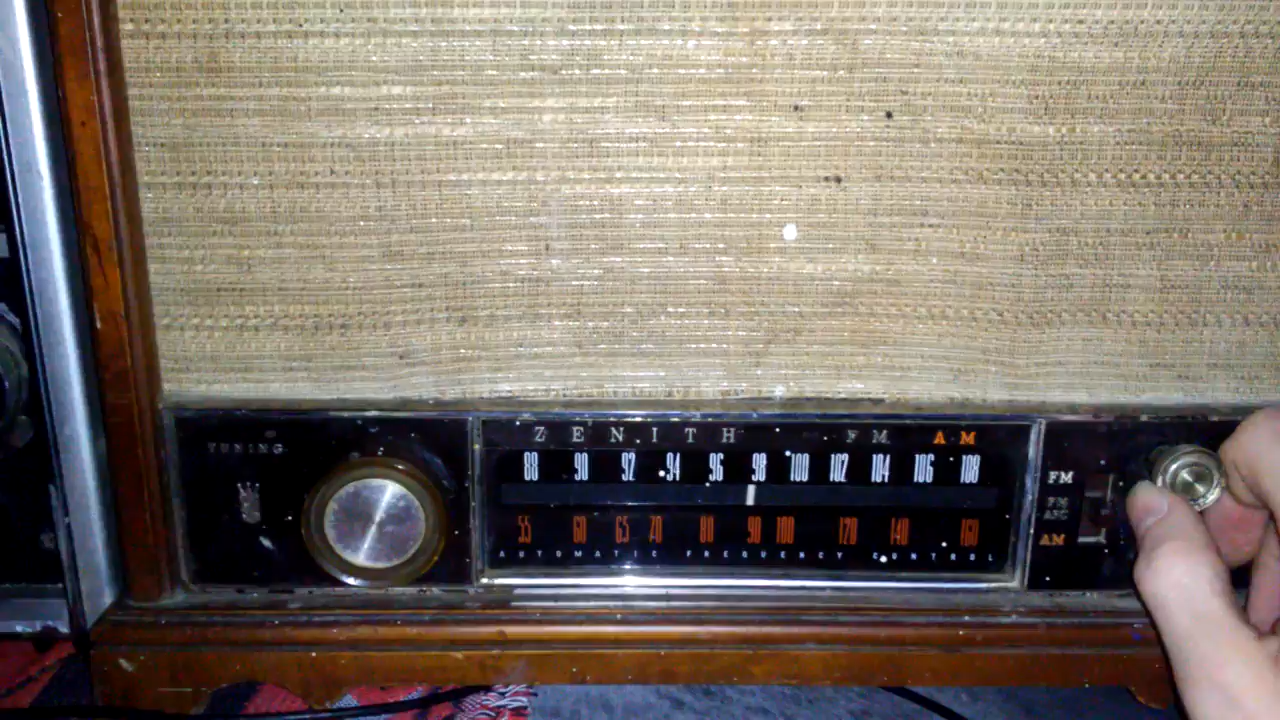 TUNING
ZENITH FM AM
88 90 92 94 96 98 100 102 104 106 108
55 60 65 70 80 90 100 120 140 160
AUTOMATIC FREQUENCY CONTROL
FM
FM
AFC
AM